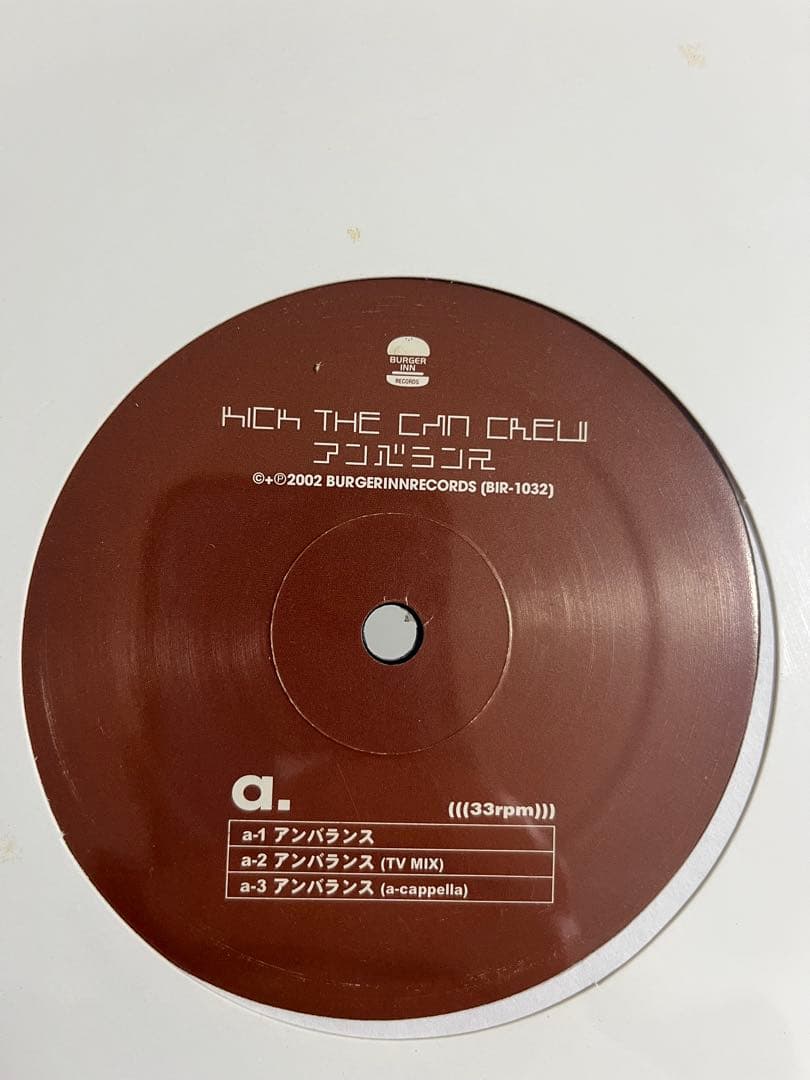 BURGER
INN
RECORDS
KICK THE CAN CREW
アンバランス
©+℗2002 BURGERINNRECORDS (BIR-1032)
a.
(((33rpm)))
a-1 アンバランス
a-2 アンバランス (TV MIX)
a-3 アンバランス (a-cappella)